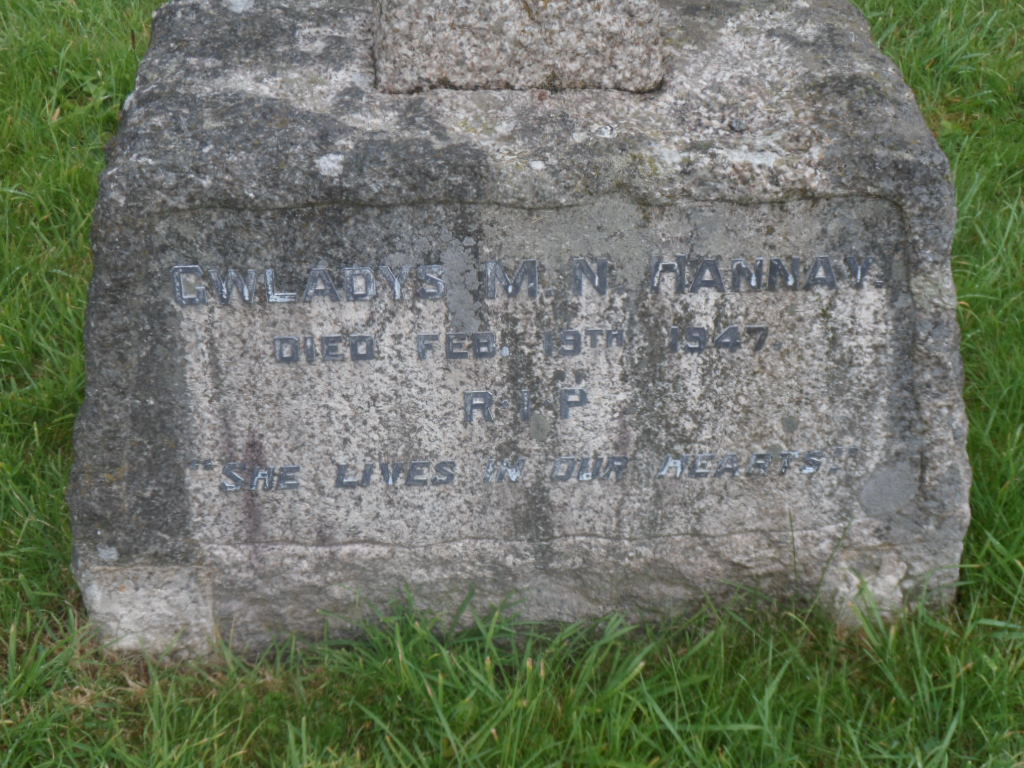 GWLADYS M. N. HANNAY.
DIED FEB. 19TH 1947.
R.I.P
"SHE LIVES IN OUR HEARTS."